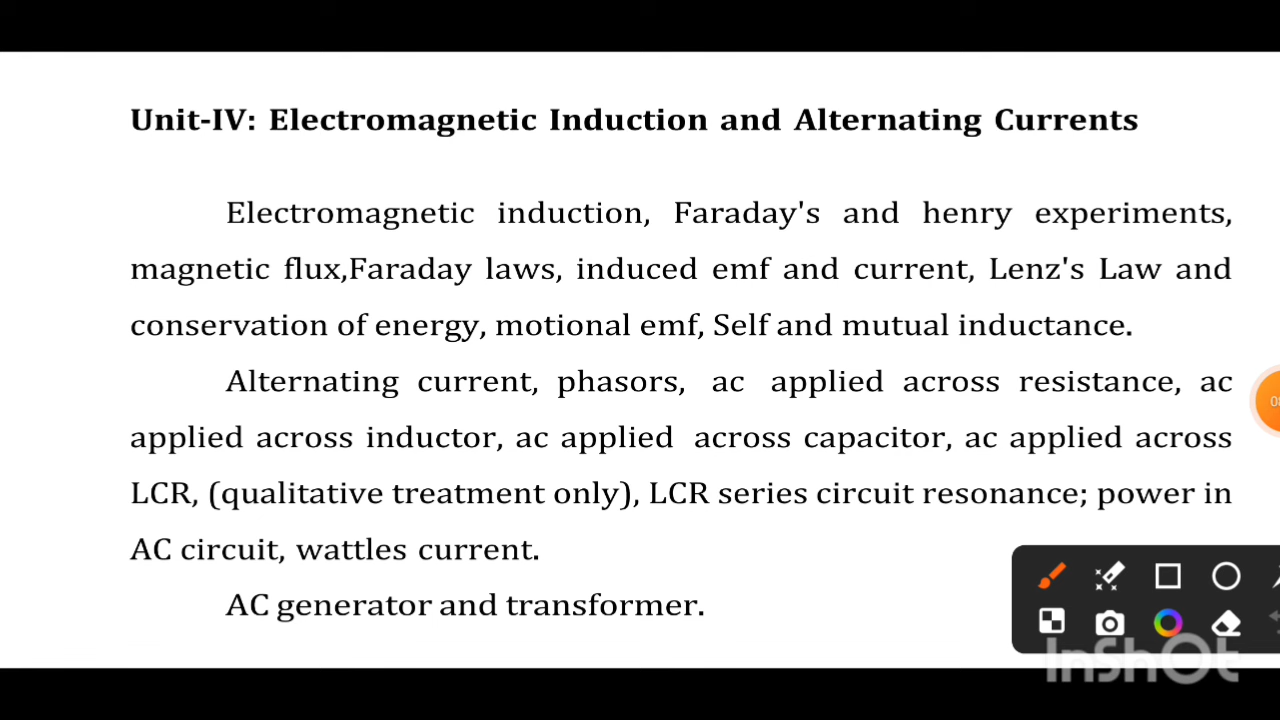 Unit-IV: Electromagnetic Induction and Alternating Currents
Electromagnetic induction, Faraday's and henry experiments,
magnetic flux,Faraday laws, induced emf and current, Lenz's Law and
conservation of energy, motional emf, Self and mutual inductance.
Alternating current, phasors, ac applied across resistance, ac
applied across inductor, ac applied across capacitor, ac applied across
LCR, (qualitative treatment only), LCR series circuit resonance; power in
AC circuit, wattles current.
AC generator and transformer.
InShOt